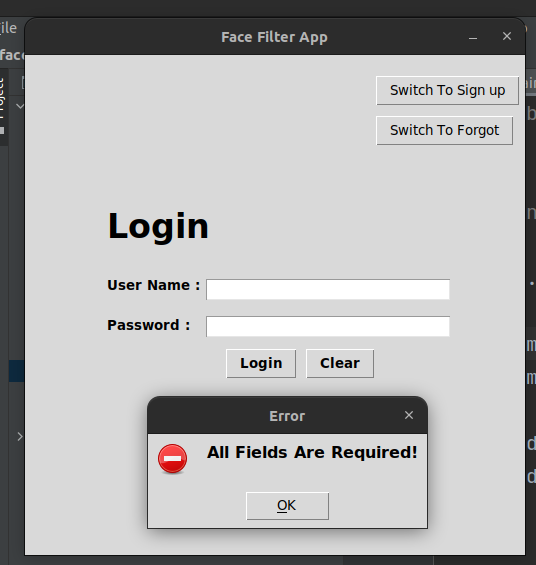 Face Filter App
Switch To Sign up
Switch To Forgot
Login
User Name :
Password :
Login Clear
Error
All Fields Are Required!
OK